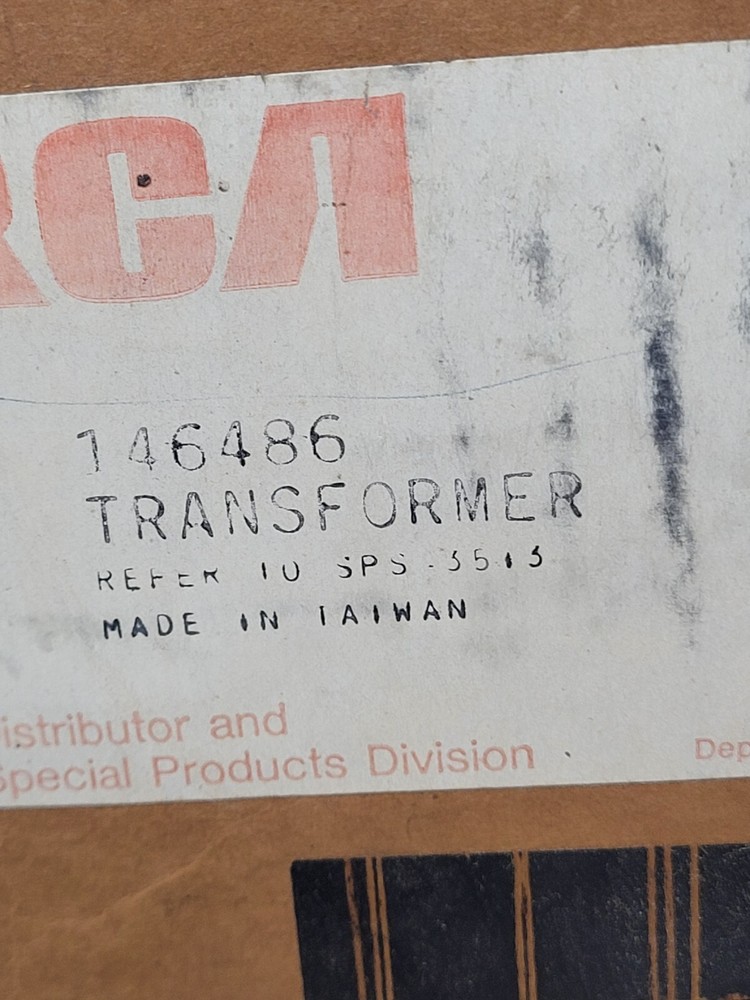 RCA
146486
TRANSFORMER
REFER TO SPS-3513
MADE IN TAIWAN
istributor and
Special Products Division
Dep